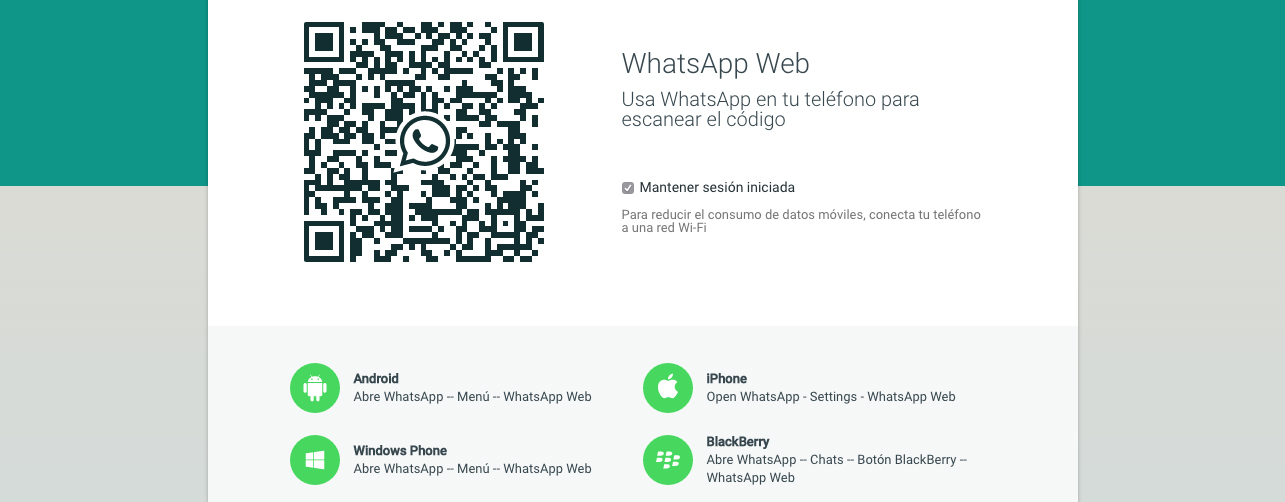 WhatsApp Web
Usa WhatsApp en tu teléfono para
escanear el código
Mantener sesión iniciada
Para reducir el consumo de datos móviles, conecta tu teléfono
a una red Wi-Fi
Android
Abre WhatsApp -- Menú -- WhatsApp Web
iPhone
Open WhatsApp - Settings - WhatsApp Web
Windows Phone
Abre WhatsApp -- Menú -- WhatsApp Web
BlackBerry
Abre WhatsApp -- Chats -- Botón BlackBerry --
WhatsApp Web